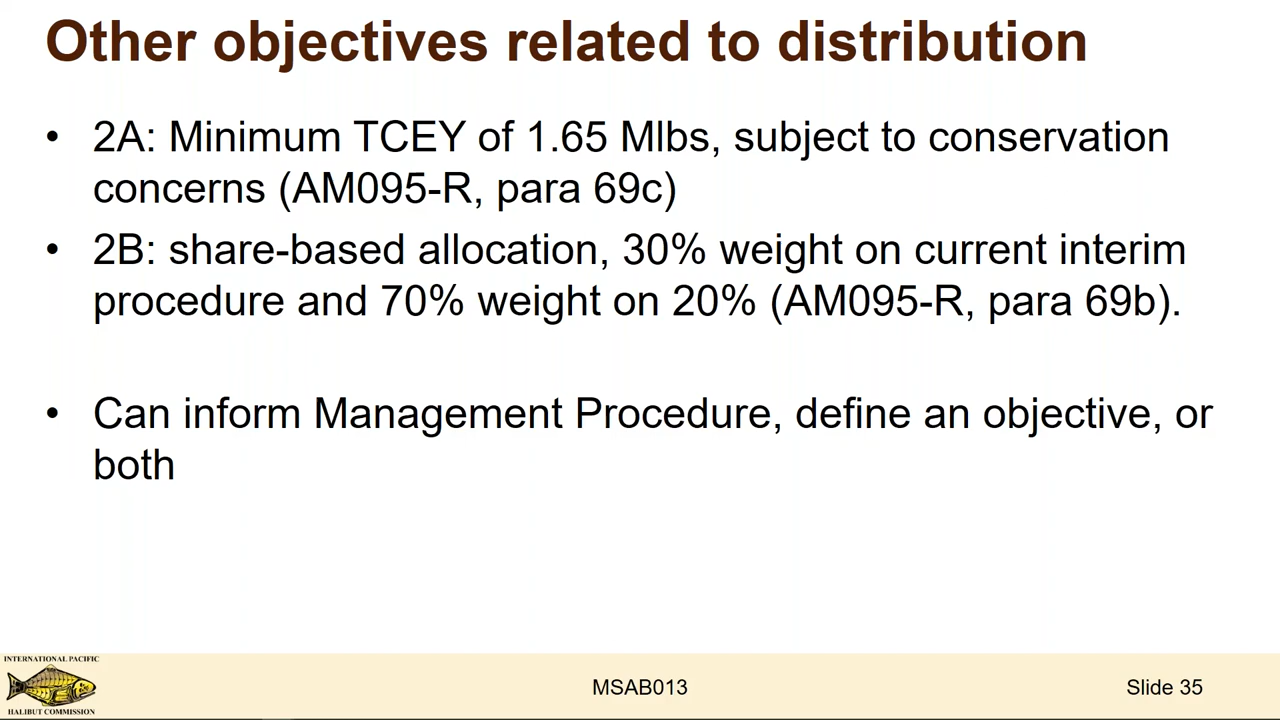 Other objectives related to distribution
• 2A: Minimum TCEY of 1.65 Mlbs, subject to conservation
concerns (AM095-R, para 69c)
• 2B: share-based allocation, 30% weight on current interim
procedure and 70% weight on 20% (AM095-R, para 69b).
• Can inform Management Procedure, define an objective, or
both
INTERNATIONAL PACIFIC
HALIBUT COMMISSION
MSAB013
Slide 35